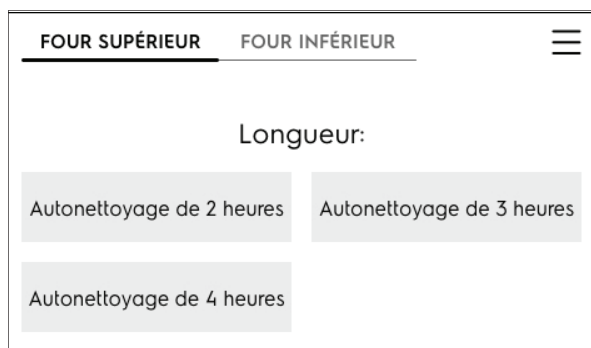 FOUR SUPÉRIEUR FOUR INFÉRIEUR
Longueur:
Autonettoyage de 2 heures Autonettoyage de 3 heures
Autonettoyage de 4 heures